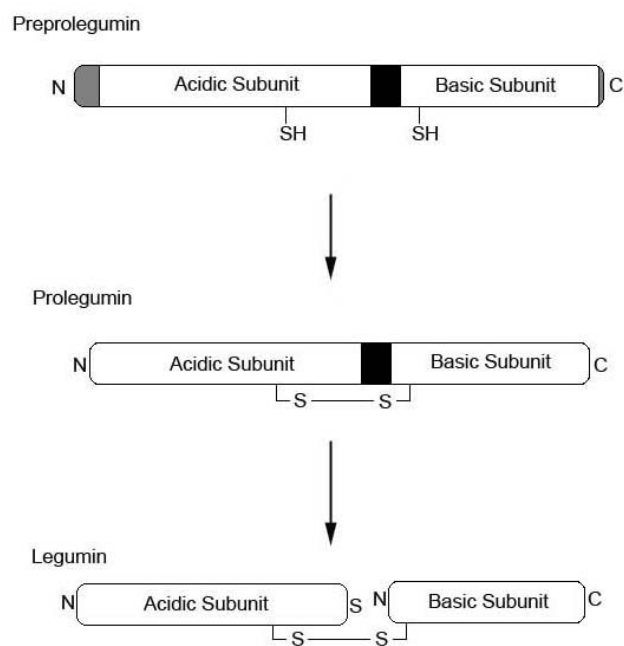 Preprolegumin
N Acidic Subunit Basic Subunit C
SH SH
Prolegumin
N Acidic Subunit Basic Subunit C
S S
Legumin
N Acidic Subunit S N Basic Subunit C
S S